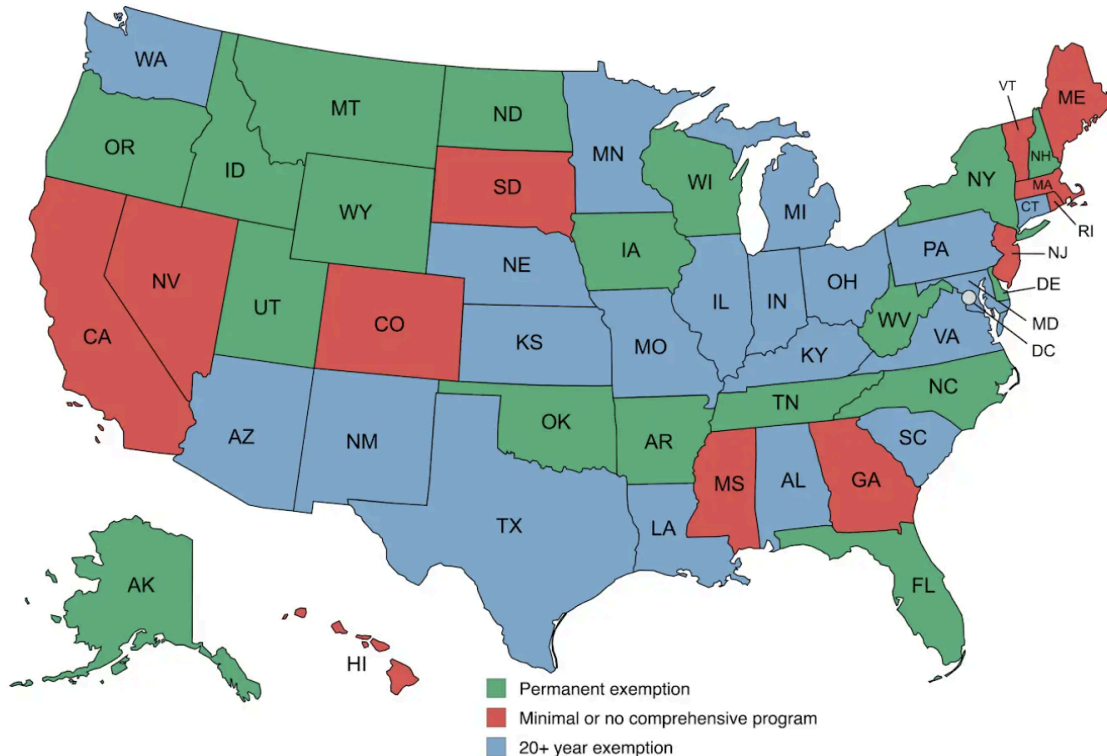 WA
MT
ND
OR
ID
WY
SD
MN
WI
MI
VT
ME
NH
NY
MA
CT
RI
NV
CA
UT
CO
NE
KS
IA
MO
IL
IN
OH
PA
NJ
DE
MD
DC
WV
VA
KY
AZ
NM
OK
AR
TN
NC
SC
TX
LA
MS
AL
GA
FL
AK
HI
Permanent exemption
Minimal or no comprehensive program
20+ year exemption